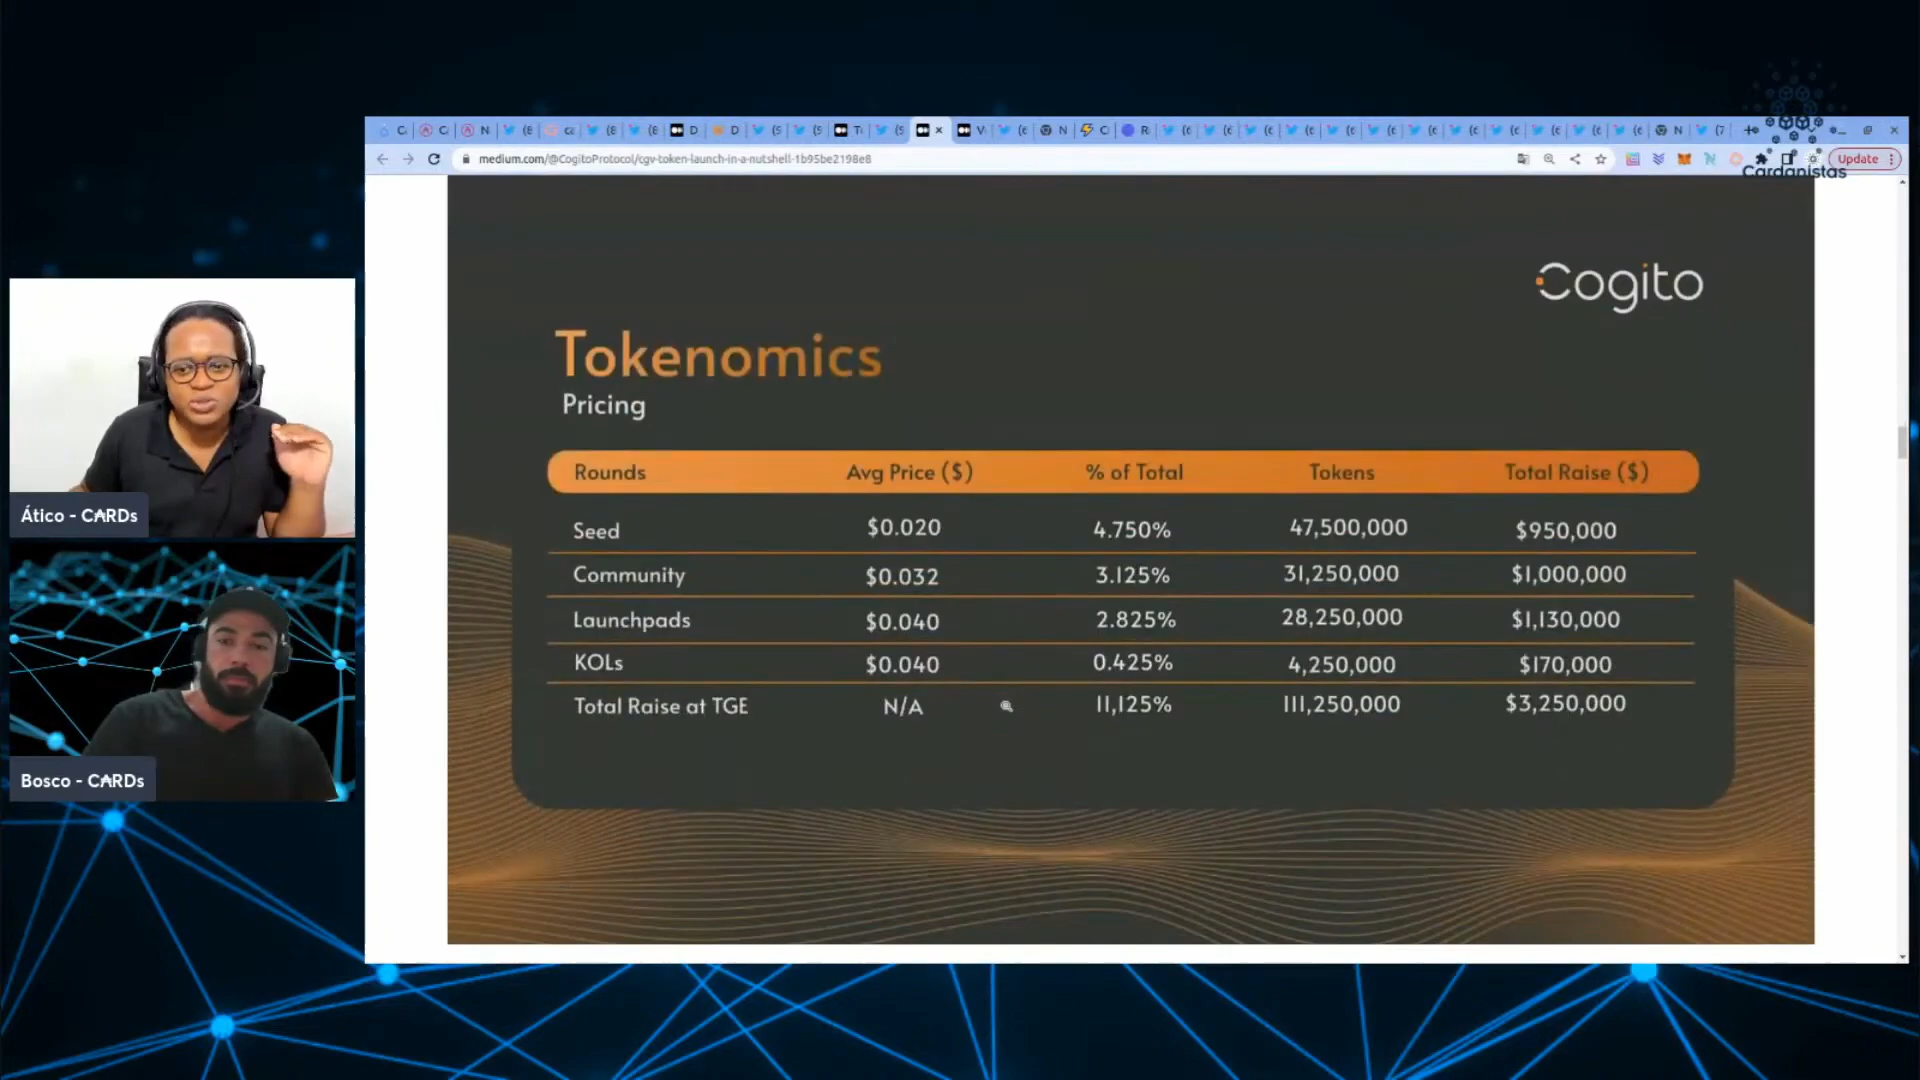 medium.com/@CogitoProtocol/cgv-token-launch-in-a-nutshell-1b95be2198e8
Update
Cardanistas
Cogito
Tokenomics
Pricing
Rounds Avg Price ($) % of Total Tokens Total Raise ($)
Seed $0.020 4.750% 47,500,000 $950,000
Community $0.032 3.125% 31,250,000 $1,000,000
Launchpads $0.040 2.825% 28,250,000 $1,130,000
KOLs $0.040 0.425% 4,250,000 $170,000
Total Raise at TGE N/A 11,125% 111,250,000 $3,250,000
Ático - C₳RDs
Bosco - C₳RDs